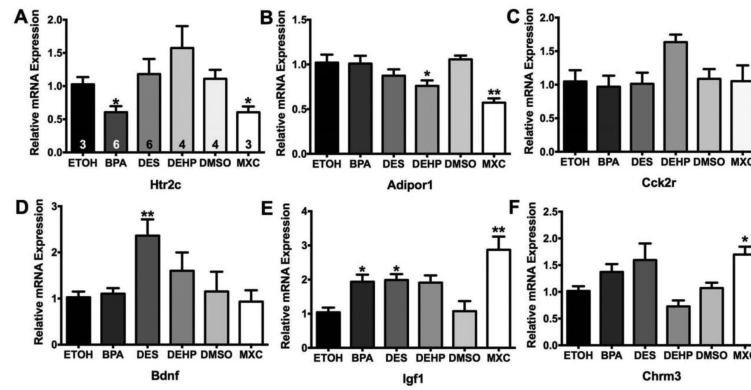 A
Relative mRNA Expression
2.0
1.5
1.0
0.5
0.0
* *
3 6 6 4 4 3
ETOH BPA DES DEHP DMSO MXC
Htr2c
B
Relative mRNA Expression
1.5
1.0
0.5
0.0
* **
ETOH BPA DES DEHP DMSO MXC
Adipor1
C
Relative mRNA Expression
2.0
1.5
1.0
0.5
0.0
ETOH BPA DES DEHP DMSO MXC
Cck2r
D
Relative mRNA Expression
3
2
1
0
**
ETOH BPA DES DEHP DMSO MXC
Bdnf
E
Relative mRNA Expression
4
3
2
1
0
* * **
ETOH BPA DES DEHP DMSO MXC
Igf1
F
Relative mRNA Expression
2.0
1.5
1.0
0.5
0.0
*
ETOH BPA DES DEHP DMSO MXC
Chrm3